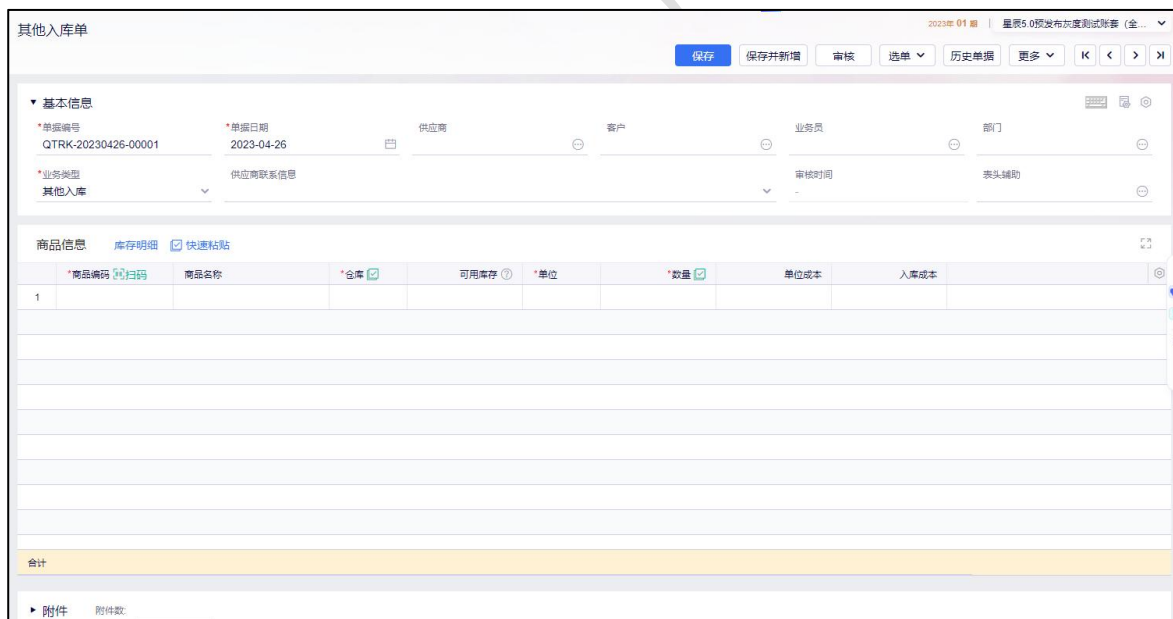 其他入库单
2023年 01 期 | 星辰5.0预发布灰度测试账套（全...
保存 保存并新增 审核 选单 历史单据 更多
基本信息
*单据编号 *单据日期 供应商 客户 业务员 部门
QTRK-20230426-00001 2023-04-26
*业务类型 供应商联系信息 审核时间 表头辅助
其他入库 -
商品信息 库存明细 快速粘贴
*商品编码 扫码 商品名称 *仓库 可用库存 *单位 *数量 单位成本 入库成本
1
合计
附件 附件数: